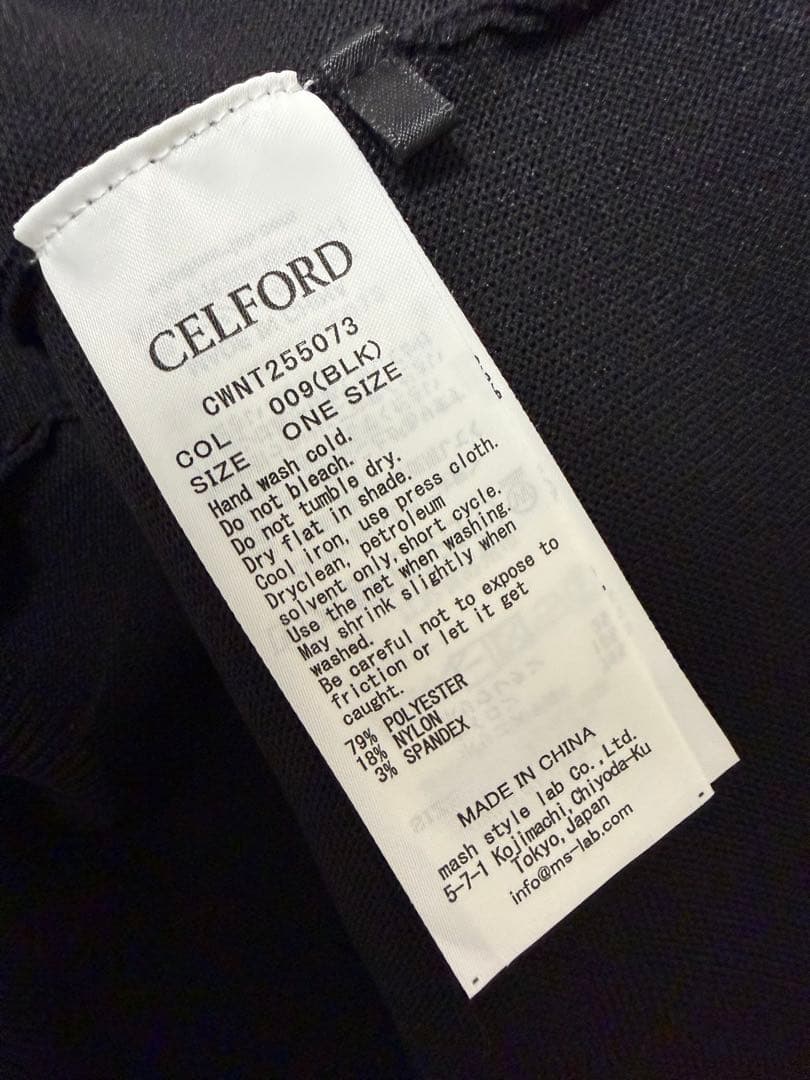 CELFORD
CWNT255073
COL 009(BLK)
SIZE ONE SIZE
Hand wash cold.
Do not bleach.
Do not tumble dry.
Dry flat in shade.
Cool iron, use press cloth.
Dryclean, petroleum
solvent only,short cycle.
Use the net when washing.
May shrink slightly when
washed.
Be careful not to expose to
friction or let it get
caught.
79% POLYESTER
18% NYLON
3% SPANDEX
MADE IN CHINA
mash style lab Co.,Ltd.
5-7-1 Kojimachi,Chiyoda-Ku
Tokyo,Japan
info@ms-lab.com